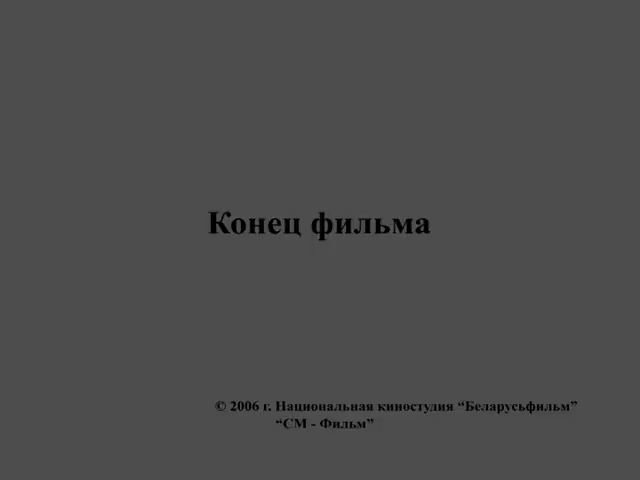 Конец фильма
© 2006 г. Национальная киностудия “Беларусьфильм”
“СМ - Фильм”